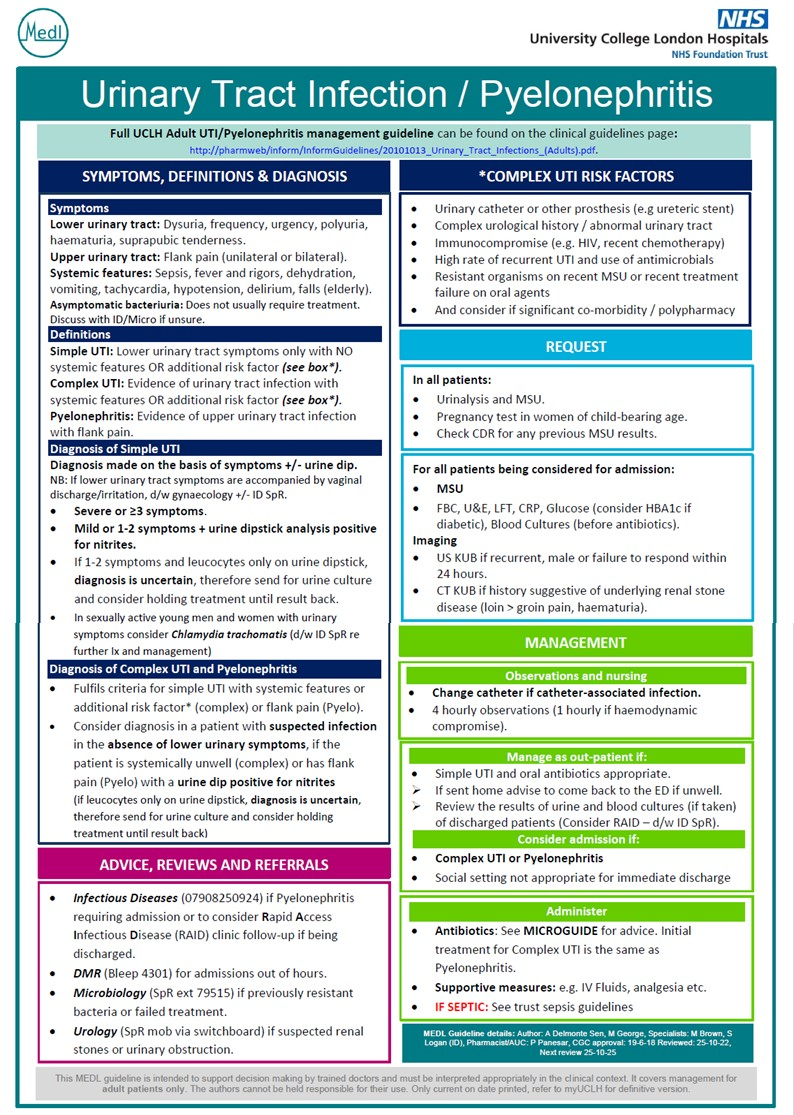 Medl
NHS
University College London Hospitals
NHS Foundation Trust
Urinary Tract Infection / Pyelonephritis
Full UCLH Adult UTI/Pyelonephritis management guideline can be found on the clinical guidelines page:
http://pharmweb/inform/InformGuidelines/20101013_Urinary_Tract_Infections_(Adults).pdf.
SYMPTOMS, DEFINITIONS & DIAGNOSIS
Symptoms
Lower urinary tract: Dysuria, frequency, urgency, polyuria,
haematuria, suprapubic tenderness.
Upper urinary tract: Flank pain (unilateral or bilateral).
Systemic features: Sepsis, fever and rigors, dehydration,
vomiting, tachycardia, hypotension, delirium, falls (elderly).
Asymptomatic bacteriuria: Does not usually require treatment.
Discuss with ID/Micro if unsure.
Definitions
Simple UTI: Lower urinary tract symptoms only with NO
systemic features OR additional risk factor (see box*).
Complex UTI: Evidence of urinary tract infection with
systemic features OR additional risk factor (see box*).
Pyelonephritis: Evidence of upper urinary tract infection
with flank pain.
Diagnosis of Simple UTI
Diagnosis made on the basis of symptoms +/- urine dip.
NB: If lower urinary tract symptoms are accompanied by vaginal
discharge/irritation, d/w gynaecology +/- ID SpR.
• Severe or ≥3 symptoms.
• Mild or 1-2 symptoms + urine dipstick analysis positive
for nitrites.
• If 1-2 symptoms and leucocytes only on urine dipstick,
diagnosis is uncertain, therefore send for urine culture
and consider holding treatment until result back.
• In sexually active young men and women with urinary
symptoms consider Chlamydia trachomatis (d/w ID SpR re
further Ix and management)
Diagnosis of Complex UTI and Pyelonephritis
• Fulfils criteria for simple UTI with systemic features or
additional risk factor* (complex) or flank pain (Pyelo).
• Consider diagnosis in a patient with suspected infection
in the absence of lower urinary symptoms, if the
patient is systemically unwell (complex) or has flank
pain (Pyelo) with a urine dip positive for nitrites
(if leucocytes only on urine dipstick, diagnosis is uncertain,
therefore send for urine culture and consider holding
treatment until result back)
ADVICE, REVIEWS AND REFERRALS
• Infectious Diseases (07908250924) if Pyelonephritis
requiring admission or to consider Rapid Access
Infectious Disease (RAID) clinic follow-up if being
discharged.
• DMR (Bleep 4301) for admissions out of hours.
• Microbiology (SpR ext 79515) if previously resistant
bacteria or failed treatment.
• Urology (SpR mob via switchboard) if suspected renal
stones or urinary obstruction.
*COMPLEX UTI RISK FACTORS
• Urinary catheter or other prosthesis (e.g ureteric stent)
• Complex urological history / abnormal urinary tract
• Immunocompromise (e.g. HIV, recent chemotherapy)
• High rate of recurrent UTI and use of antimicrobials
• Resistant organisms on recent MSU or recent treatment
failure on oral agents
• And consider if significant co-morbidity / polypharmacy
REQUEST
In all patients:
• Urinalysis and MSU.
• Pregnancy test in women of child-bearing age.
• Check CDR for any previous MSU results.
For all patients being considered for admission:
• MSU
• FBC, U&E, LFT, CRP, Glucose (consider HBA1c if
diabetic), Blood Cultures (before antibiotics).
Imaging
• US KUB if recurrent, male or failure to respond within
24 hours.
• CT KUB if history suggestive of underlying renal stone
disease (loin > groin pain, haematuria).
MANAGEMENT
Observations and nursing
• Change catheter if catheter-associated infection.
• 4 hourly observations (1 hourly if haemodynamic
compromise).
Manage as out-patient if:
• Simple UTI and oral antibiotics appropriate.
➢ If sent home advise to come back to the ED if unwell.
➢ Review the results of urine and blood cultures (if taken)
of discharged patients (Consider RAID – d/w ID SpR).
Consider admission if:
• Complex UTI or Pyelonephritis
• Social setting not appropriate for immediate discharge
Administer
• Antibiotics: See MICROGUIDE for advice. Initial
treatment for Complex UTI is the same as
Pyelonephritis.
• Supportive measures: e.g. IV Fluids, analgesia etc.
• IF SEPTIC: See trust sepsis guidelines
MEDL Guideline details: Author: A Delmonte Sen, M George, Specialists: M Brown, S
Logan (ID), Pharmacist/AUC: P Panesar, CGC approval: 19-6-18 Reviewed: 25-10-22,
Next review 25-10-25
This MEDL guideline is intended to support decision making by trained doctors and must be interpreted appropriately in the clinical context. It covers management for
adult patients only. The authors cannot be held responsible for their use. Only current on date printed, refer to myUCLH for definitive version.